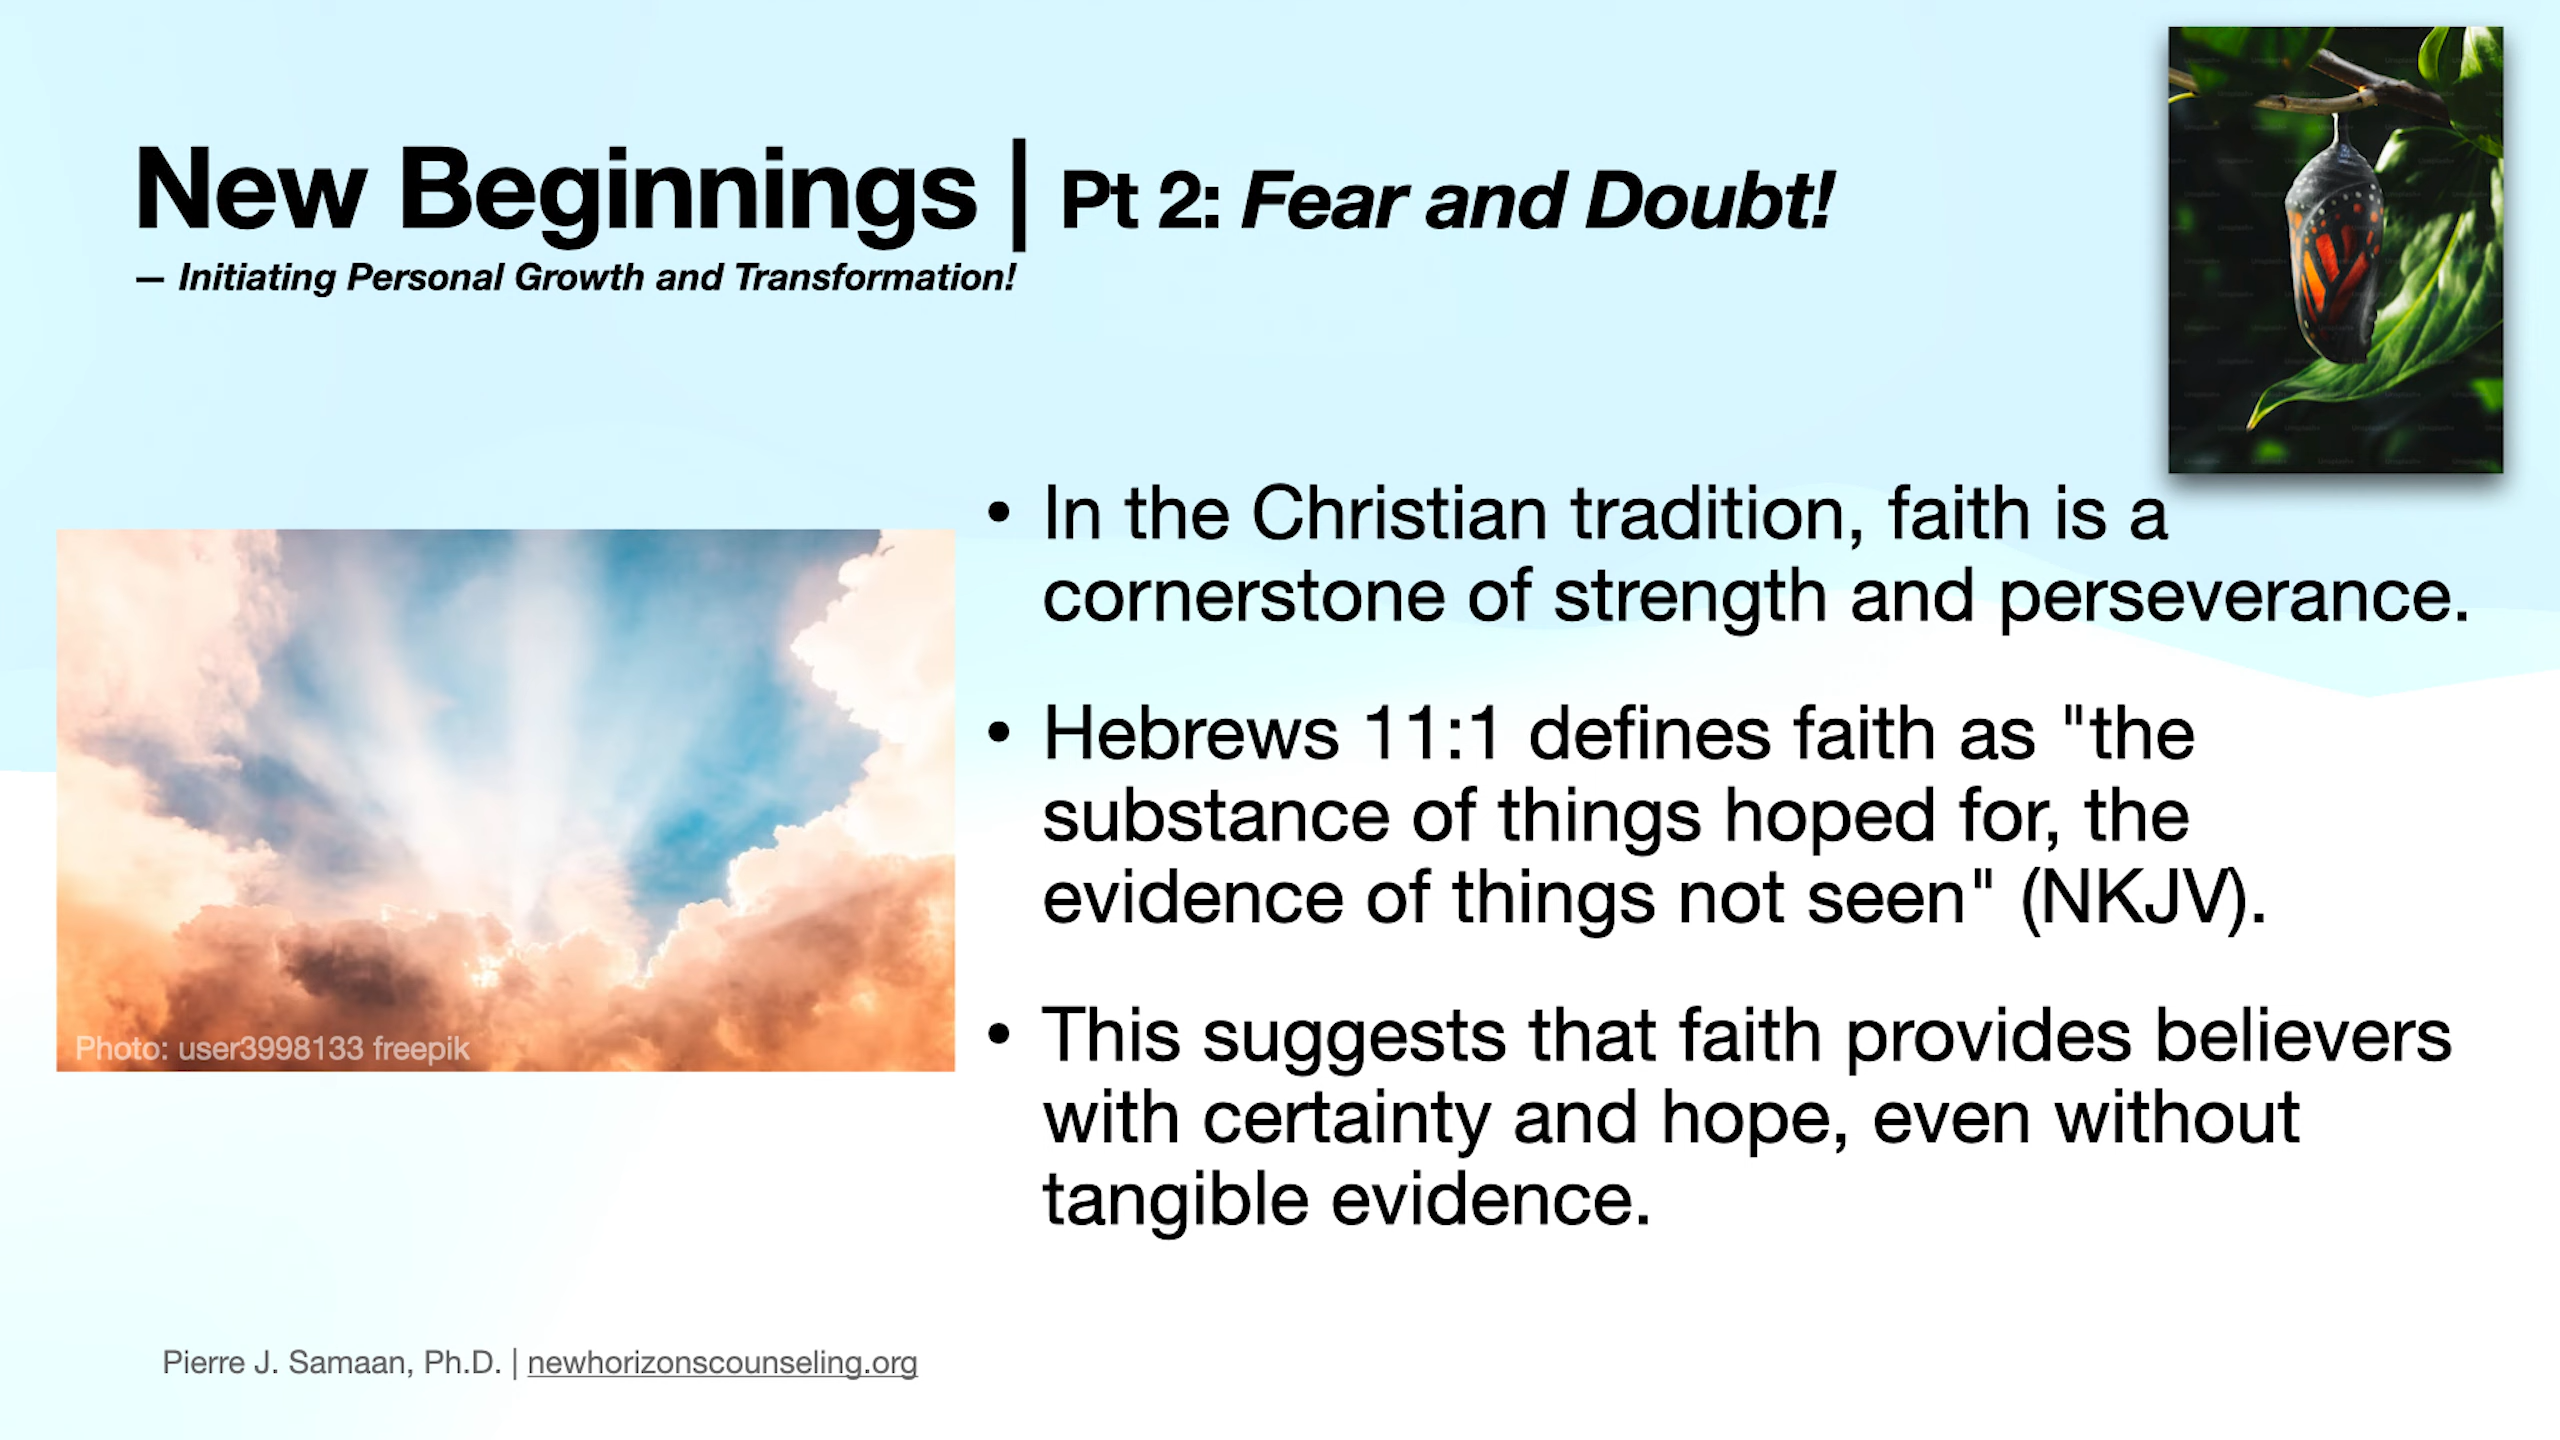 New Beginnings | Pt 2: Fear and Doubt!
– Initiating Personal Growth and Transformation!
• In the Christian tradition, faith is a
cornerstone of strength and perseverance.
• Hebrews 11:1 defines faith as "the
substance of things hoped for, the
evidence of things not seen" (NKJV).
• This suggests that faith provides believers
with certainty and hope, even without
tangible evidence.
Photo: user3998133 freepik
Pierre J. Samaan, Ph.D. | newhorizonscounseling.org